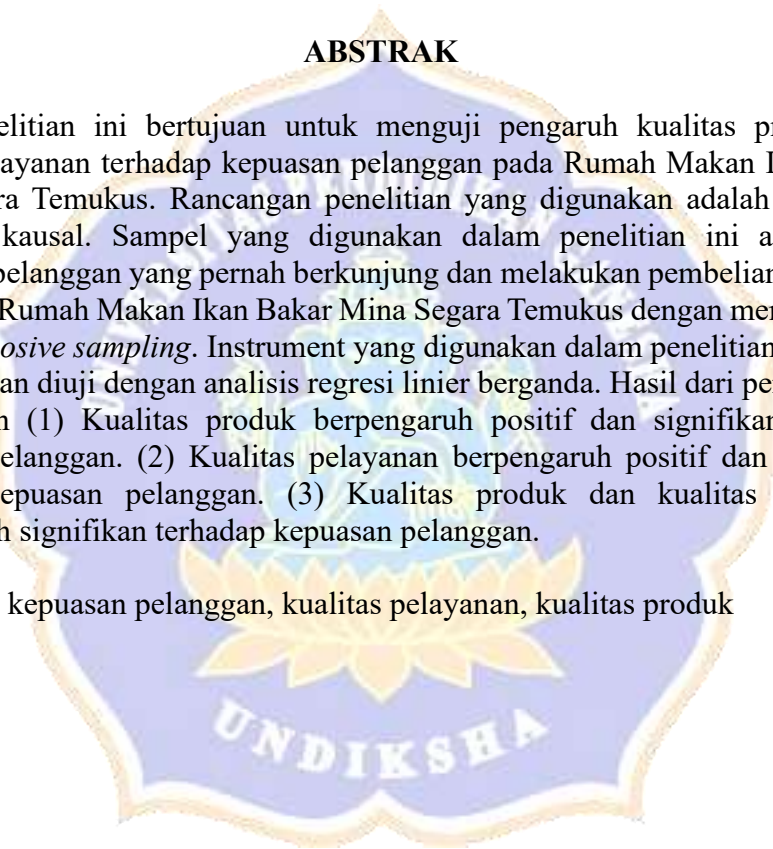 ABSTRAK
elitian ini bertujuan untuk menguji pengaruh kualitas pr
ayanan terhadap kepuasan pelanggan pada Rumah Makan I
ra Temukus. Rancangan penelitian yang digunakan adalah
kausal. Sampel yang digunakan dalam penelitian ini a
pelanggan yang pernah berkunjung dan melakukan pembelian
Rumah Makan Ikan Bakar Mina Segara Temukus dengan mer
osive sampling. Instrument yang digunakan dalam penelitian
an diuji dengan analisis regresi linier berganda. Hasil dari per
n (1) Kualitas produk berpengaruh positif dan signifikan
elanggan. (2) Kualitas pelayanan berpengaruh positif dan
epuasan pelanggan. (3) Kualitas produk dan kualitas
h signifikan terhadap kepuasan pelanggan.
kepuasan pelanggan, kualitas pelayanan, kualitas produk
UNDIKSHA